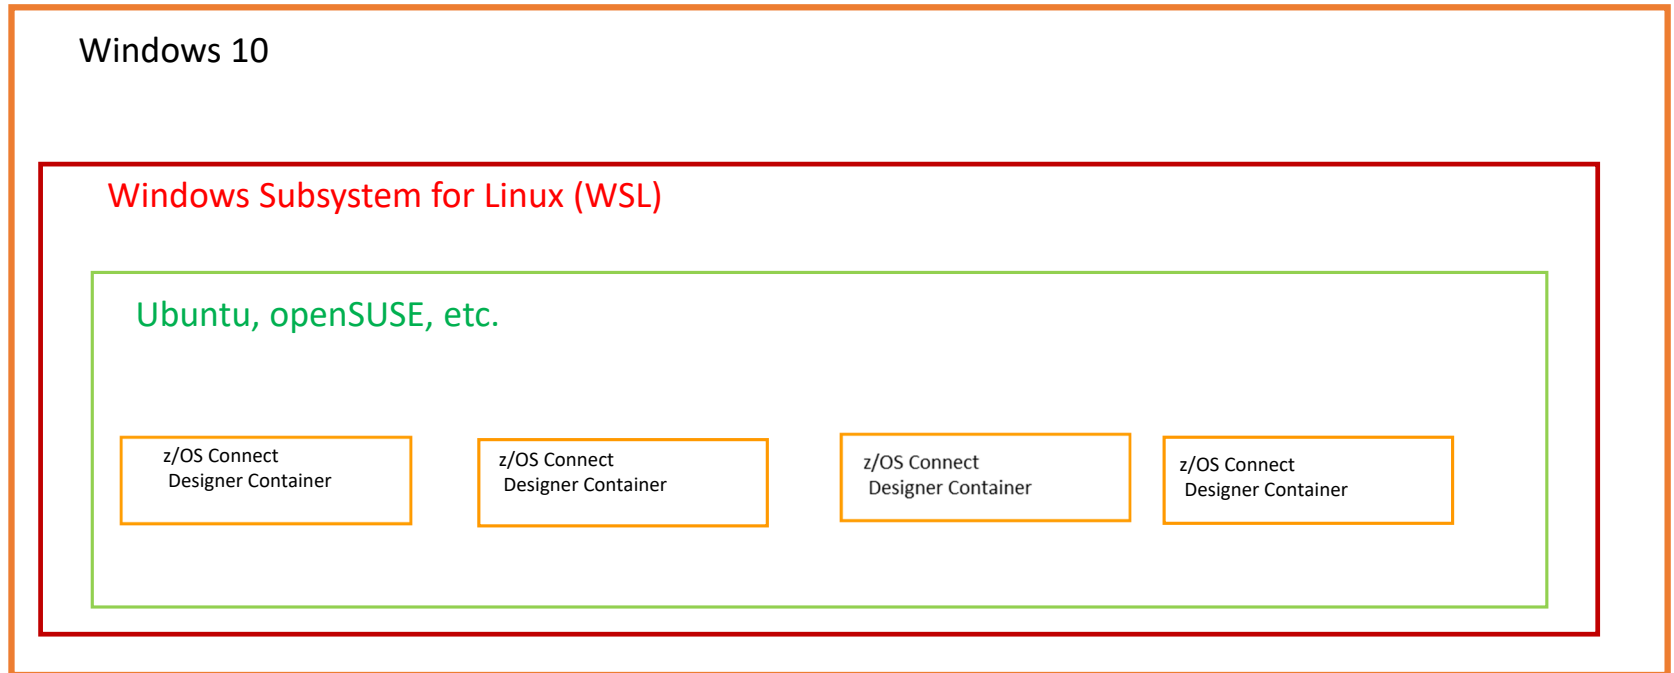 Windows 10
Windows Subsystem for Linux (WSL)
Ubuntu, openSUSE, etc.
z/OS Connect
Designer Container
z/OS Connect
Designer Container
z/OS Connect
Designer Container
z/OS Connect
Designer Container